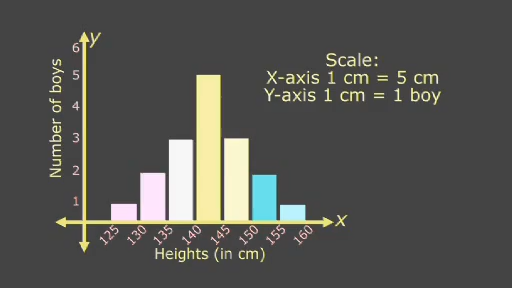 y
6
5
4
3
2
1
Number of boys
Scale:
X-axis 1 cm = 5 cm
Y-axis 1 cm = 1 boy
x
125 130 135 140 145 150 155 160
Heights (in cm)